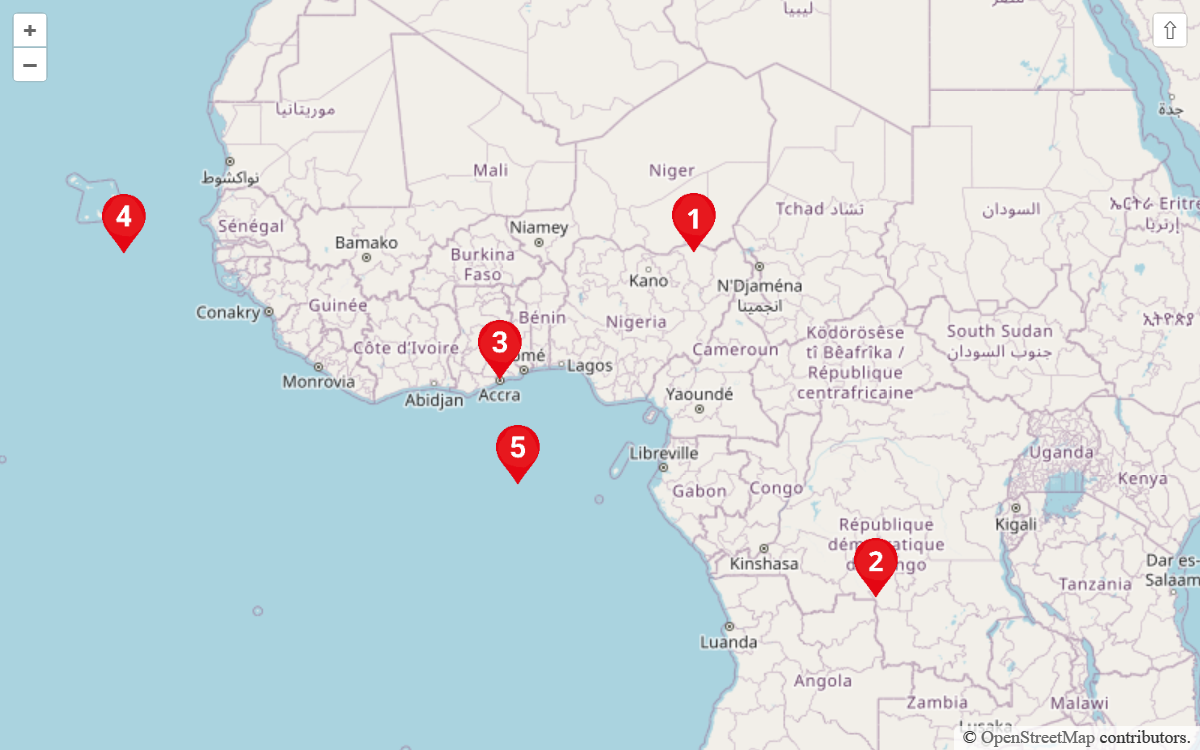 +
−
⇧
ليبيا
موريتانيا
جدة
نواكشوط
Mali
Niger
Tchad تشاد
السودان
ኤርትራ Eritre
إرتريا
4
1
Sénégal
Niamey
Bamako
Burkina
Faso
Kano
N'Djaména
انجمينا
Conakry
Guinée
Bénin
Nigeria
ኢትዮጵያ
Ködörösêse
tî Bêafrîka /
République
centrafricaine
South Sudan
جنوب السودان
3
Côte d'Ivoire
omé
Lagos
Cameroun
Monrovia
Abidjan
Accra
Yaoundé
5
Libreville
Uganda
Gabon
Congo
Kenya
République
démocratique
du Congo
2
Kigali
Kinshasa
Dar es-
Salaam
Tanzania
Luanda
Angola
Zambia
Malawi
Lusaka
© OpenStreetMap contributors.